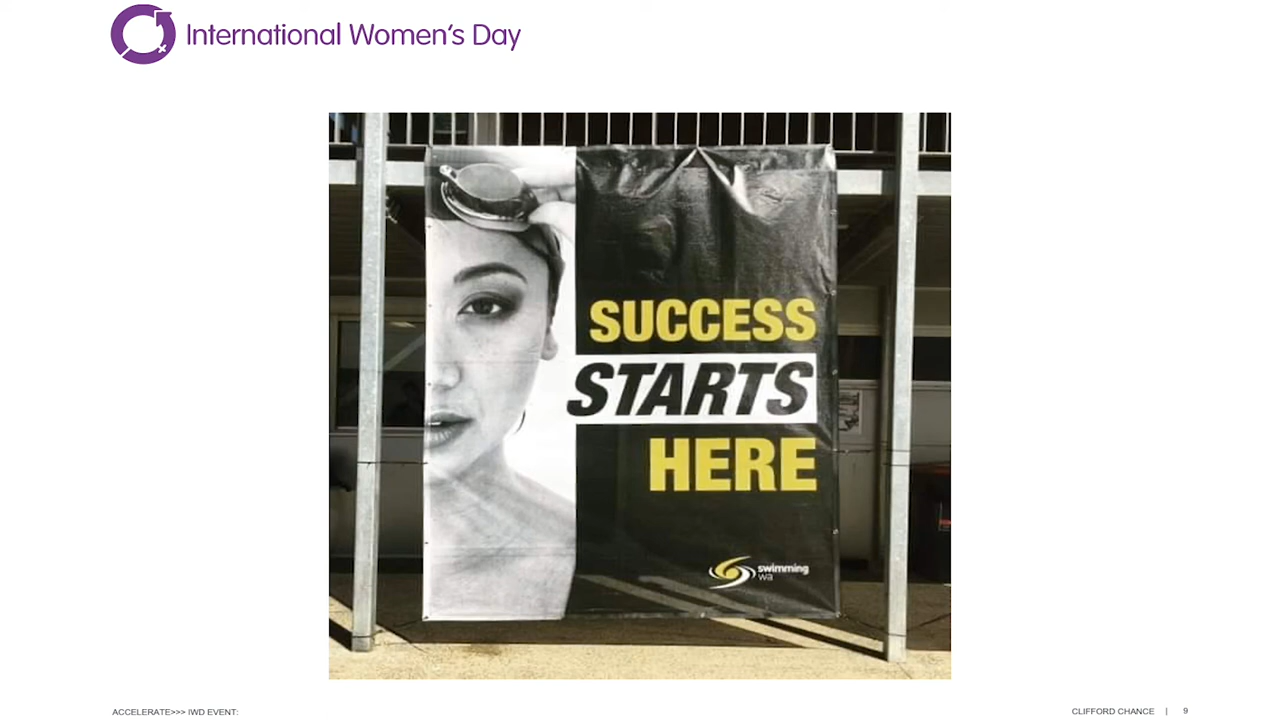 International Women's Day
SUCCESS
STARTS
HERE
swimming
wa
ACCELERATE>>> IWD EVENT:
CLIFFORD CHANCE | 9